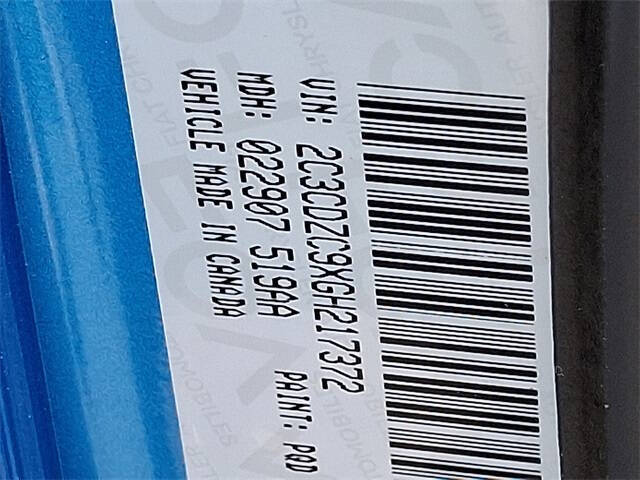 VIN: 2C3CDZC9XGH217372
MDH: 022907 519AA PAINT: PQD
VEHICLE MADE IN CANADA